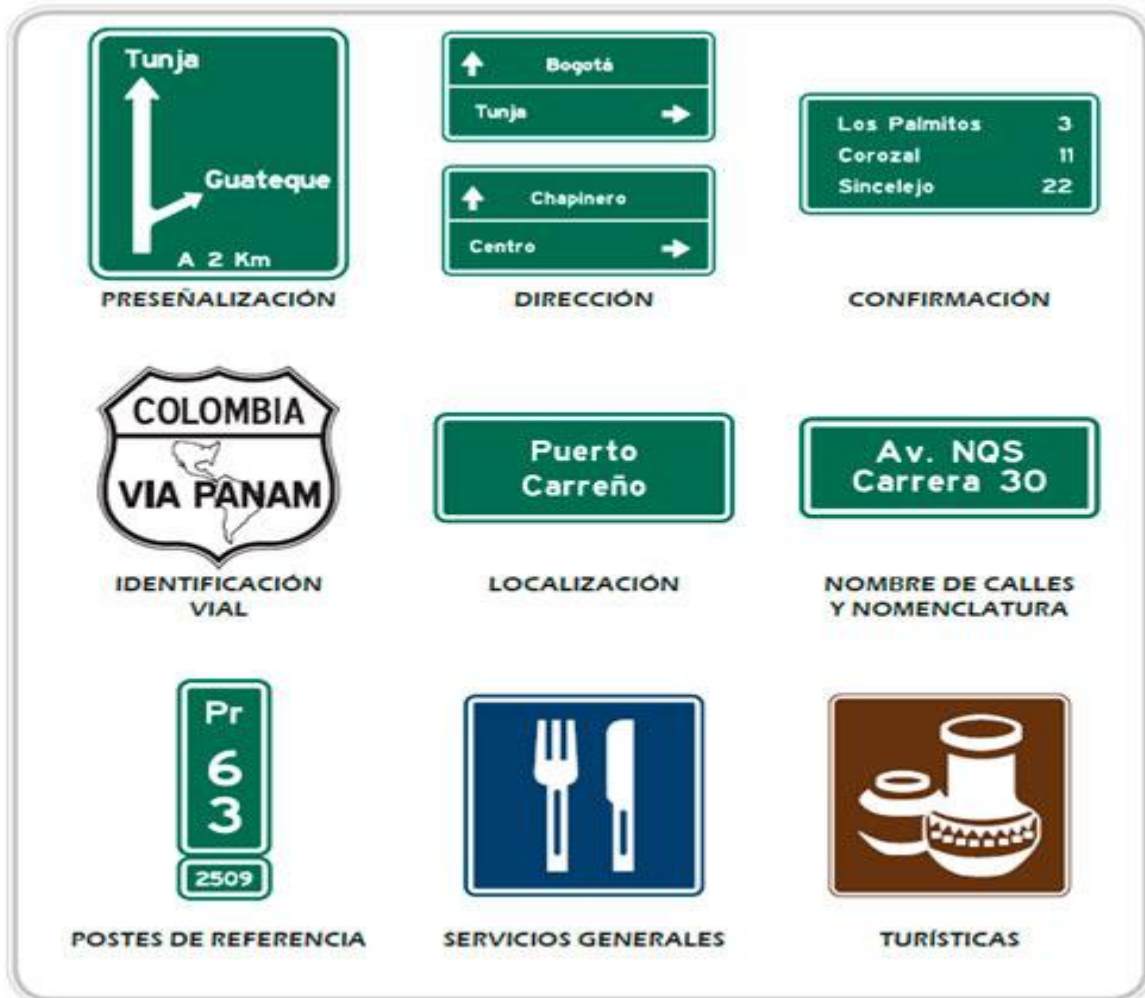 Tunja
Guateque
A 2 Km
PRESEÑALIZACIÓN
Bogotá
Tunja
Chapinero
Centro
DIRECCIÓN
Los Palmitos 3
Corozal 11
Sincelejo 22
CONFIRMACIÓN
COLOMBIA
VIA PANAM
IDENTIFICACIÓN
VIAL
Puerto
Carreño
LOCALIZACIÓN
Av. NQS
Carrera 30
NOMBRE DE CALLES
Y NOMENCLATURA
Pr
6
3
2509
POSTES DE REFERENCIA
SERVICIOS GENERALES
TURÍSTICAS